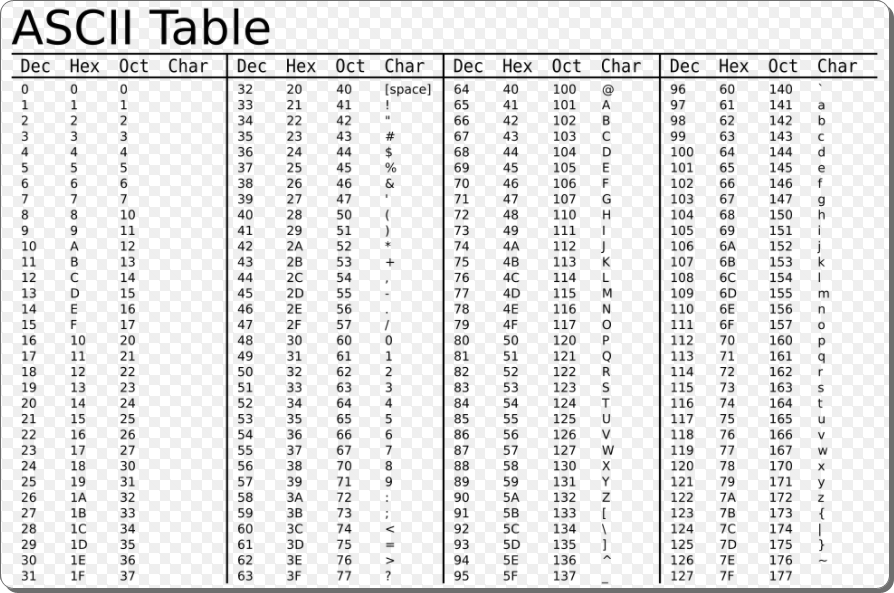 ASCII Table
Dec Hex Oct Char Dec Hex Oct Char Dec Hex Oct Char Dec Hex Oct Char
0 0 0 32 20 40 [space] 64 40 100 @ 96 60 140 `
1 1 1 33 21 41 ! 65 41 101 A 97 61 141 a
2 2 2 34 22 42 " 66 42 102 B 98 62 142 b
3 3 3 35 23 43 # 67 43 103 C 99 63 143 c
4 4 4 36 24 44 $ 68 44 104 D 100 64 144 d
5 5 5 37 25 45 % 69 45 105 E 101 65 145 e
6 6 6 38 26 46 & 70 46 106 F 102 66 146 f
7 7 7 39 27 47 ' 71 47 107 G 103 67 147 g
8 8 10 40 28 50 ( 72 48 110 H 104 68 150 h
9 9 11 41 29 51 ) 73 49 111 I 105 69 151 i
10 A 12 42 2A 52 * 74 4A 112 J 106 6A 152 j
11 B 13 43 2B 53 + 75 4B 113 K 107 6B 153 k
12 C 14 44 2C 54 , 76 4C 114 L 108 6C 154 l
13 D 15 45 2D 55 - 77 4D 115 M 109 6D 155 m
14 E 16 46 2E 56 . 78 4E 116 N 110 6E 156 n
15 F 17 47 2F 57 / 79 4F 117 O 111 6F 157 o
16 10 20 48 30 60 0 80 50 120 P 112 70 160 p
17 11 21 49 31 61 1 81 51 121 Q 113 71 161 q
18 12 22 50 32 62 2 82 52 122 R 114 72 162 r
19 13 23 51 33 63 3 83 53 123 S 115 73 163 s
20 14 24 52 34 64 4 84 54 124 T 116 74 164 t
21 15 25 53 35 65 5 85 55 125 U 117 75 165 u
22 16 26 54 36 66 6 86 56 126 V 118 76 166 v
23 17 27 55 37 67 7 87 57 127 W 119 77 167 w
24 18 30 56 38 70 8 88 58 130 X 120 78 170 x
25 19 31 57 39 71 9 89 59 131 Y 121 79 171 y
26 1A 32 58 3A 72 : 90 5A 132 Z 122 7A 172 z
27 1B 33 59 3B 73 ; 91 5B 133 [ 123 7B 173 {
28 1C 34 60 3C 74 < 92 5C 134 \ 124 7C 174 |
29 1D 35 61 3D 75 = 93 5D 135 ] 125 7D 175 }
30 1E 36 62 3E 76 > 94 5E 136 ^ 126 7E 176 ~
31 1F 37 63 3F 77 ? 95 5F 137 _ 127 7F 177